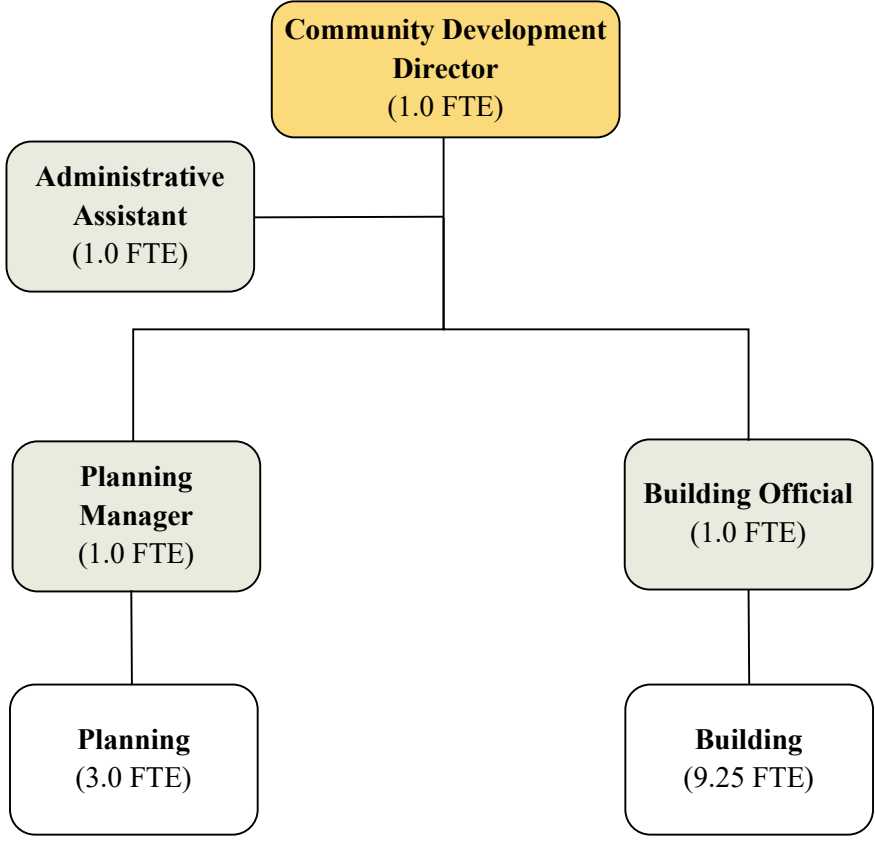 Community Development
Director
(1.0 FTE)
Administrative
Assistant
(1.0 FTE)
Planning
Manager
(1.0 FTE)
Building Official
(1.0 FTE)
Planning
(3.0 FTE)
Building
(9.25 FTE)